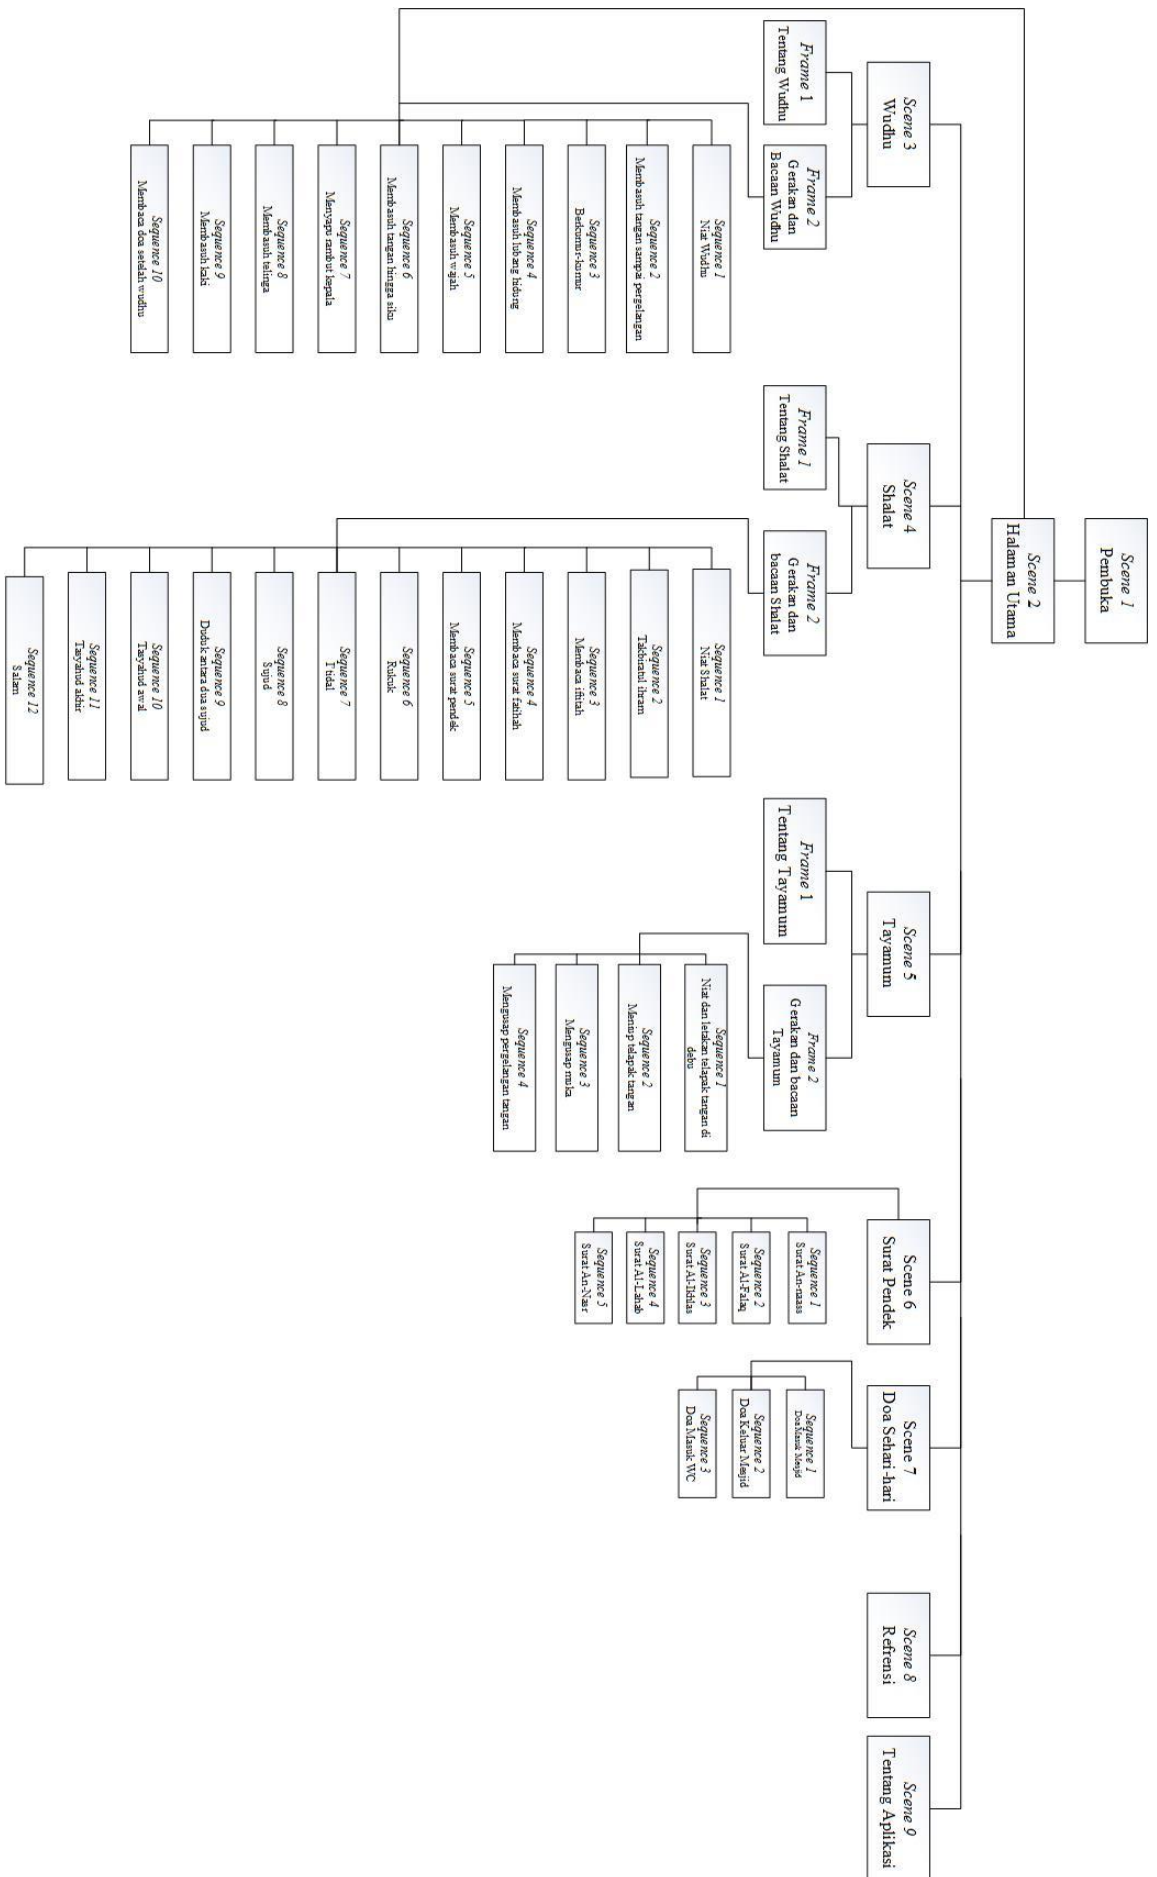 Scene 1
Pembuka
Scene 2
Halaman Utama
Scene 3
Wudhu
Frame 1
Tentang Wudhu
Frame 2
Gerakan dan
Bacaan Wudhu
Sequence 1
Niat Wudhu
Sequence 2
Membasuh tangan sampai pergelangan
Sequence 3
Berkumur-kumur
Sequence 4
Membasuh lubang hidung
Sequence 5
Membasuh wajah
Sequence 6
Membasuh tangan hingga siku
Sequence 7
Menyapu rambut kepala
Sequence 8
Membasuh telinga
Sequence 9
Membasuh kaki
Sequence 10
Membaca doa setelah wudhu
Scene 4
Shalat
Frame 1
Tentang Shalat
Frame 2
Gerakan dan
bacaan Shalat
Sequence 1
Niat Shalat
Sequence 2
Takbiratul ihram
Sequence 3
Membaca iftitah
Sequence 4
Membaca surat fatihah
Sequence 5
Membaca surat pendek
Sequence 6
Rukuk
Sequence 7
I'tidal
Sequence 8
Sujud
Sequence 9
Duduk antara dua sujud
Sequence 10
Tasyahud awal
Sequence 11
Tasyahud akhir
Sequence 12
Salam
Scene 5
Tayamum
Frame 1
Tentang Tayamum
Frame 2
Gerakan dan bacaan
Tayamum
Sequence 1
Niat dan letakan telapak tangan di
debu
Sequence 2
Meniup telapak tangan
Sequence 3
Mengusap muka
Sequence 4
Mengusap pergelangan tangan
Scene 6
Surat Pendek
Sequence 1
Surat An-naass
Sequence 2
Surat Al-Falaq
Sequence 3
Surat Al-Ikhlas
Sequence 4
Surat Al-Lahab
Sequence 5
Surat An-Nasr
Scene 7
Doa Sehari-hari
Sequence 1
Doa Masuk Mesjid
Sequence 2
Doa Keluar Mesjid
Sequence 3
Doa Masuk WC
Scene 8
Refrensi
Scene 9
Tentang Aplikasi